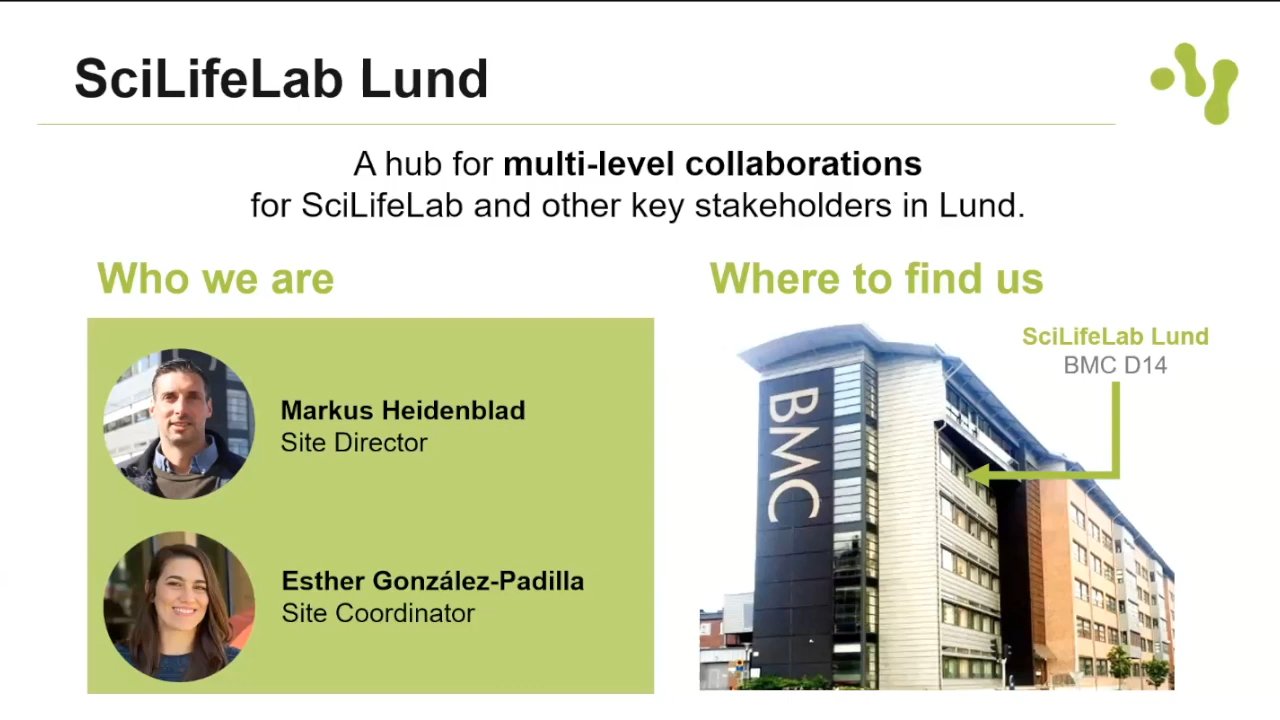 SciLifeLab Lund
A hub for multi-level collaborations
for SciLifeLab and other key stakeholders in Lund.
Who we are
Markus Heidenblad
Site Director
Esther González-Padilla
Site Coordinator
Where to find us
SciLifeLab Lund
BMC D14
BMC